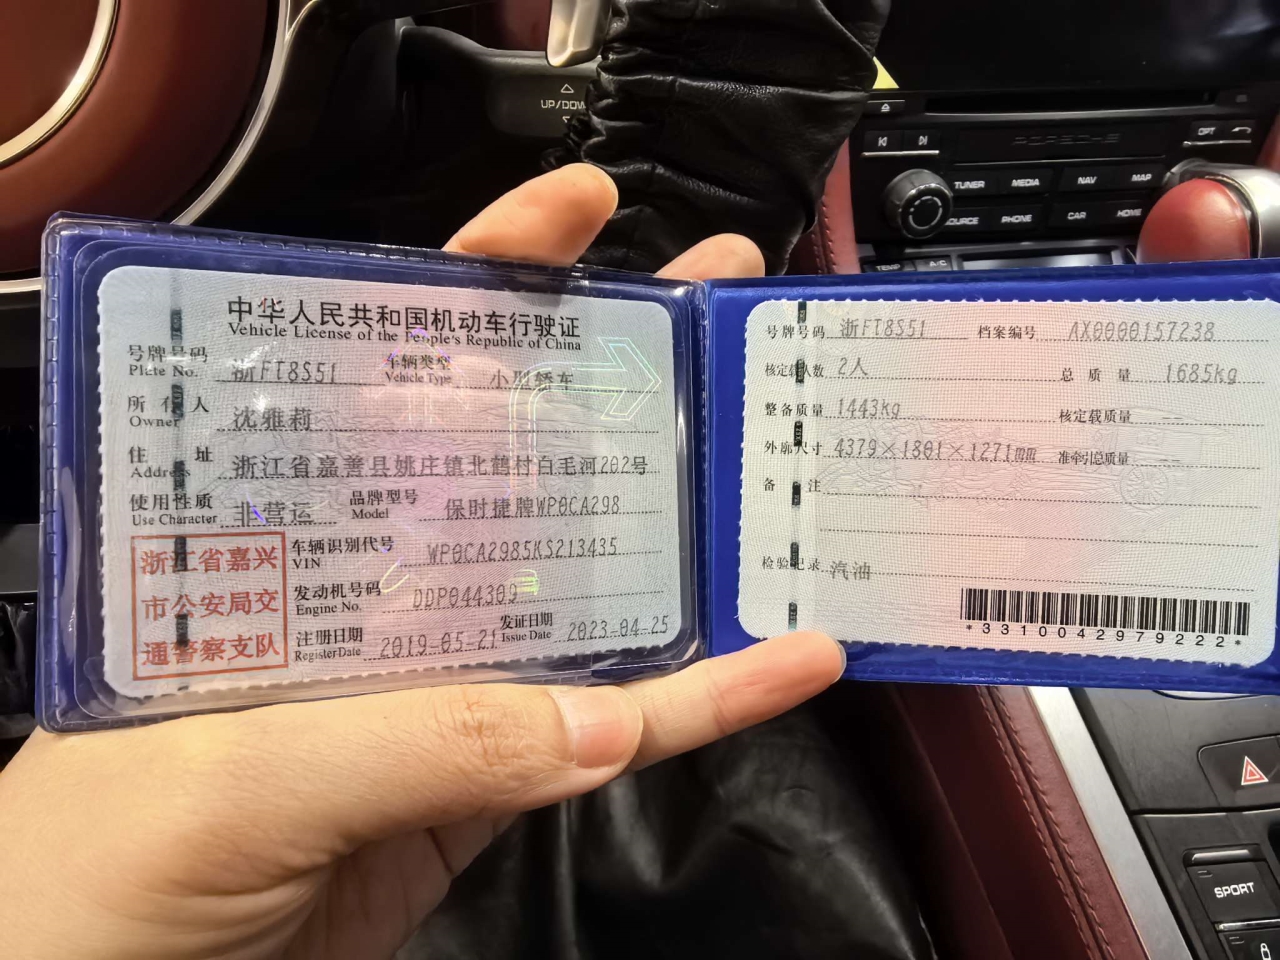 UP/DOWN
PORSCHE
OPT
TUNER MEDIA NAV MAP
SOURCE PHONE CAR HOME
TEMP A/C
中华人民共和国机动车行驶证
Vehicle License of the People's Republic of China
号牌号码 浙FT8S51 车辆类型 小型轿车
Plate No. Vehicle Type
所有人 沈雅莉
Owner
住址 浙江省嘉善县姚庄镇北鹤村白毛河202号
Address
使用性质 非营运 品牌型号 保时捷牌WP0CA298
Use Character Model
浙江省嘉兴
市公安局交
通警察支队
车辆识别代号 WP0CA2985KS213435
VIN
发动机号码 DDP044309
Engine No.
注册日期 2019-05-21 发证日期 2023-04-25
Register Date Issue Date
号牌号码 浙FT8S51 档案编号 AX0000157238
核定载人数 2人 总质量 1685kg
整备质量 1443kg 核定载质量
外廓尺寸 4379×1801×1271mm 准牵引总质量
备注
检验记录 汽油
*3310042979222*
SPORT